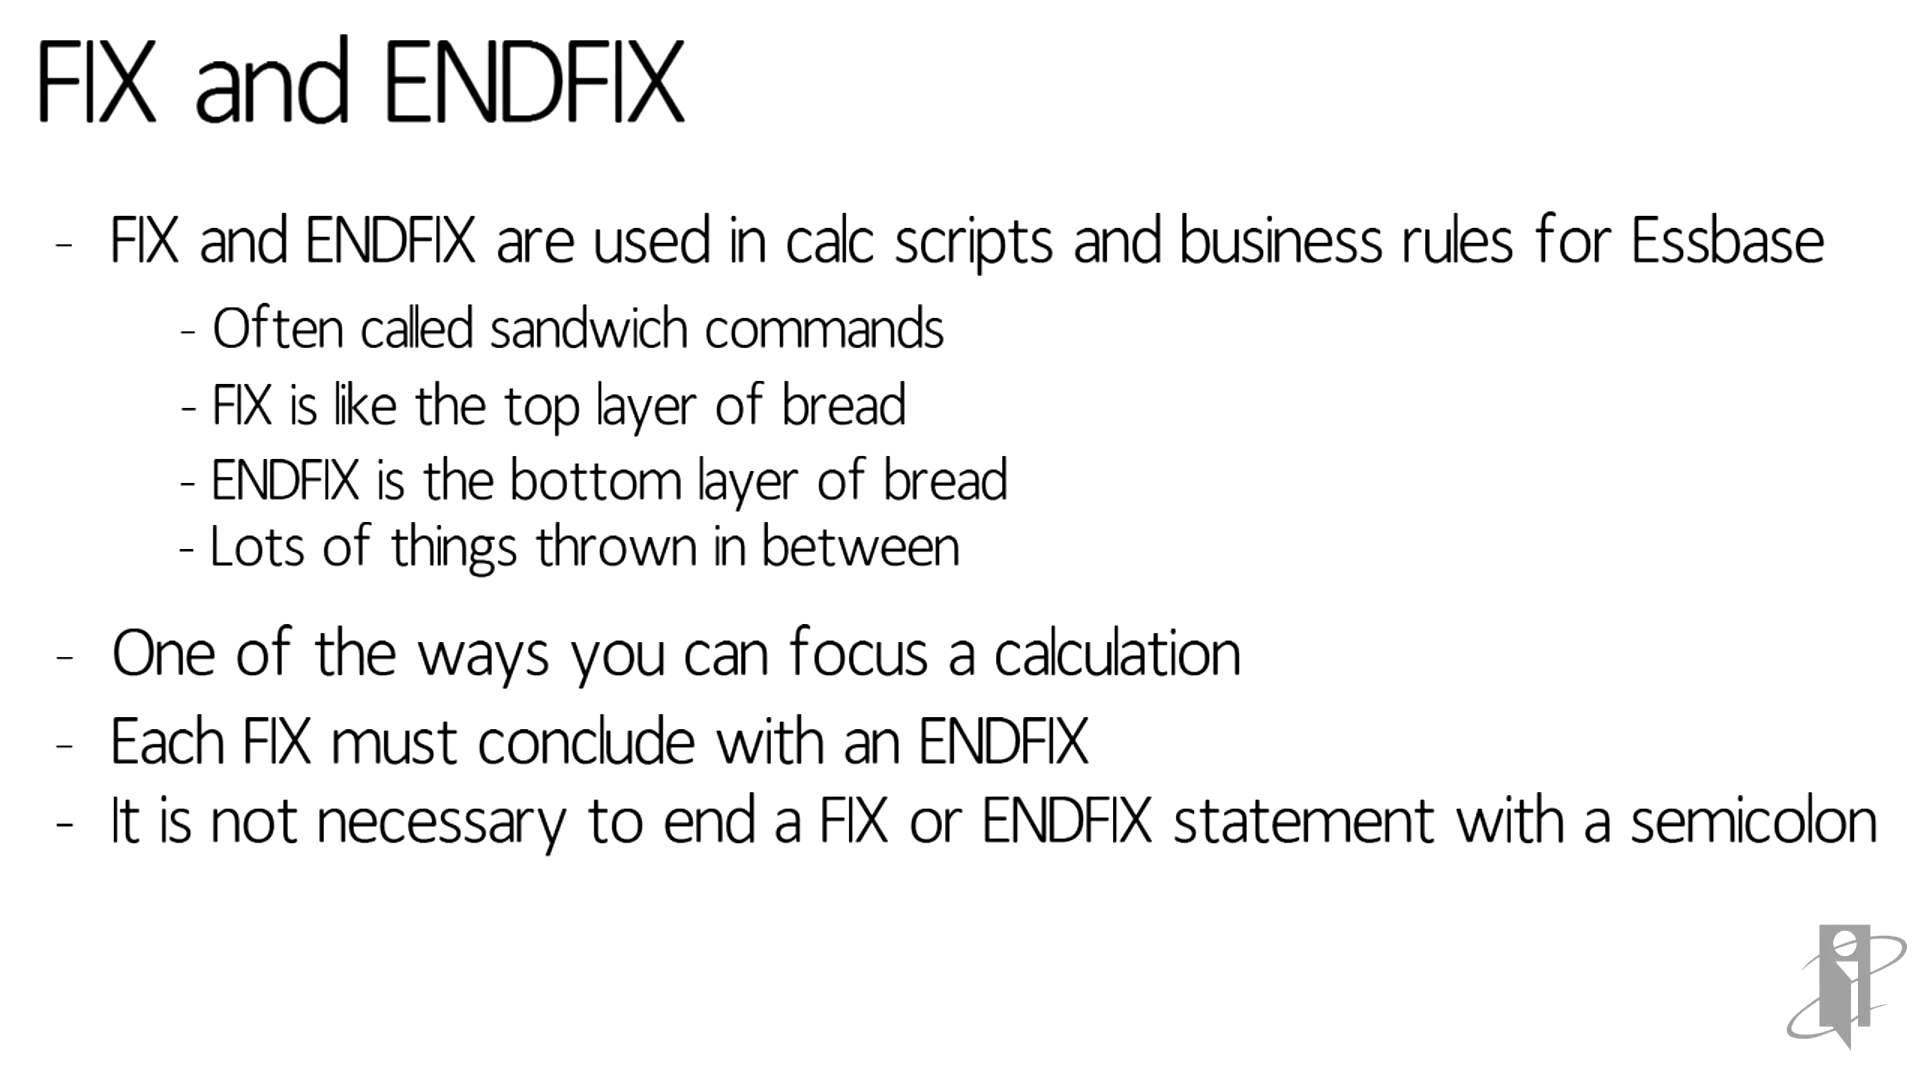 FIX and ENDFIX
- FIX and ENDFIX are used in calc scripts and business rules for Essbase
- Often called sandwich commands
- FIX is like the top layer of bread
- ENDFIX is the bottom layer of bread
- Lots of things thrown in between
- One of the ways you can focus a calculation
- Each FIX must conclude with an ENDFIX
- It is not necessary to end a FIX or ENDFIX statement with a semicolon